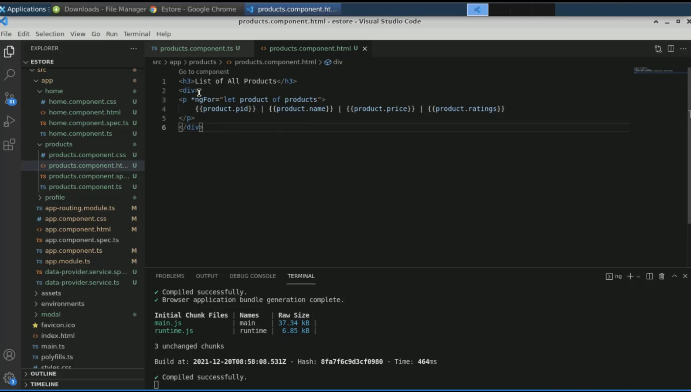 Applications : Downloads - File Manager Estore - Google Chrome products.component.ht...
products.component.html - estore - Visual Studio Code
File Edit Selection View Go Run Terminal Help
EXPLORER ··· products.component.ts U products.component.html U ×
ESTORE src > app > products > products.component.html > div
src
app
home
home.component.css U
home.component.html U
home.component.spec.ts U
home.component.ts U
products
products.component.css U
products.component.ht... U
products.component.sp... U
products.component.ts U
profile
app-routing.module.ts M
app.component.css M
app.component.html M
app.component.spec.ts
app.component.ts M
app.module.ts M
data-provider.service.sp... U
data-provider.service.ts U
assets
environments
modal
favicon.ico
index.html
main.ts
polyfills.ts
styles.css
OUTLINE
TIMELINE
31
1
Go to component
1 <h3>List of All Products</h3>
2 <div>
3 <p *ngFor="let product of products">
4 {{product.pid}} | {{product.name}} | {{product.price}} | {{product.ratings}}
5 </p>
6 </div>
PROBLEMS OUTPUT DEBUG CONSOLE TERMINAL ng
✔ Compiled successfully.
✔ Browser application bundle generation complete.
Initial Chunk Files | Names | Raw Size
main.js | main | 37.34 kB |
runtime.js | runtime | 6.85 kB |
3 unchanged chunks
Build at: 2021-12-20T08:58:08.531Z - Hash: 8fa7f6c9d3cf0980 - Time: 464ms
✔ Compiled successfully.